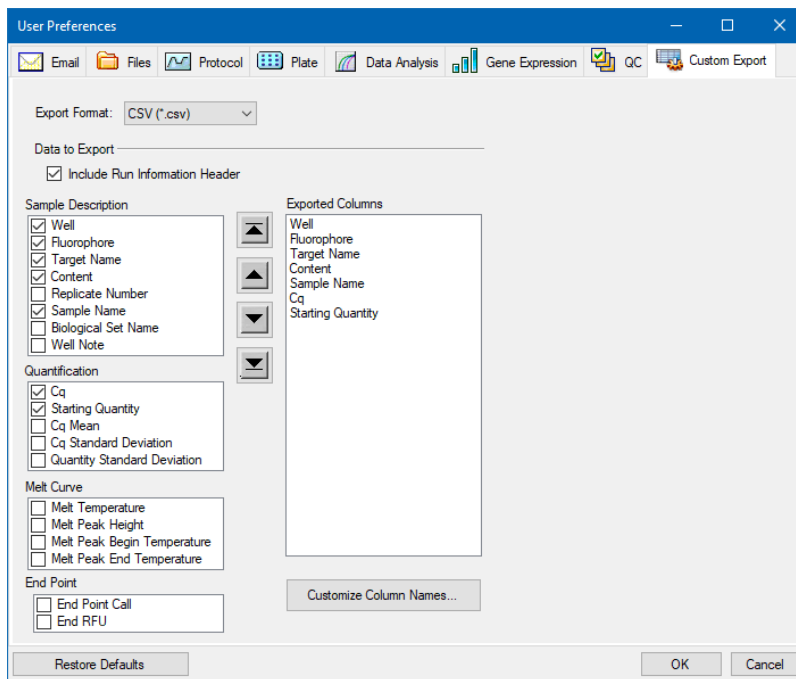 User Preferences
Email Files Protocol Plate Data Analysis Gene Expression QC Custom Export
Export Format: CSV (*.csv)
Data to Export
Include Run Information Header
Sample Description
Well
Fluorophore
Target Name
Content
Replicate Number
Sample Name
Biological Set Name
Well Note
Quantification
Cq
Starting Quantity
Cq Mean
Cq Standard Deviation
Quantity Standard Deviation
Melt Curve
Melt Temperature
Melt Peak Height
Melt Peak Begin Temperature
Melt Peak End Temperature
End Point
End Point Call
End RFU
Exported Columns
Well
Fluorophore
Target Name
Content
Sample Name
Cq
Starting Quantity
Customize Column Names...
Restore Defaults OK Cancel